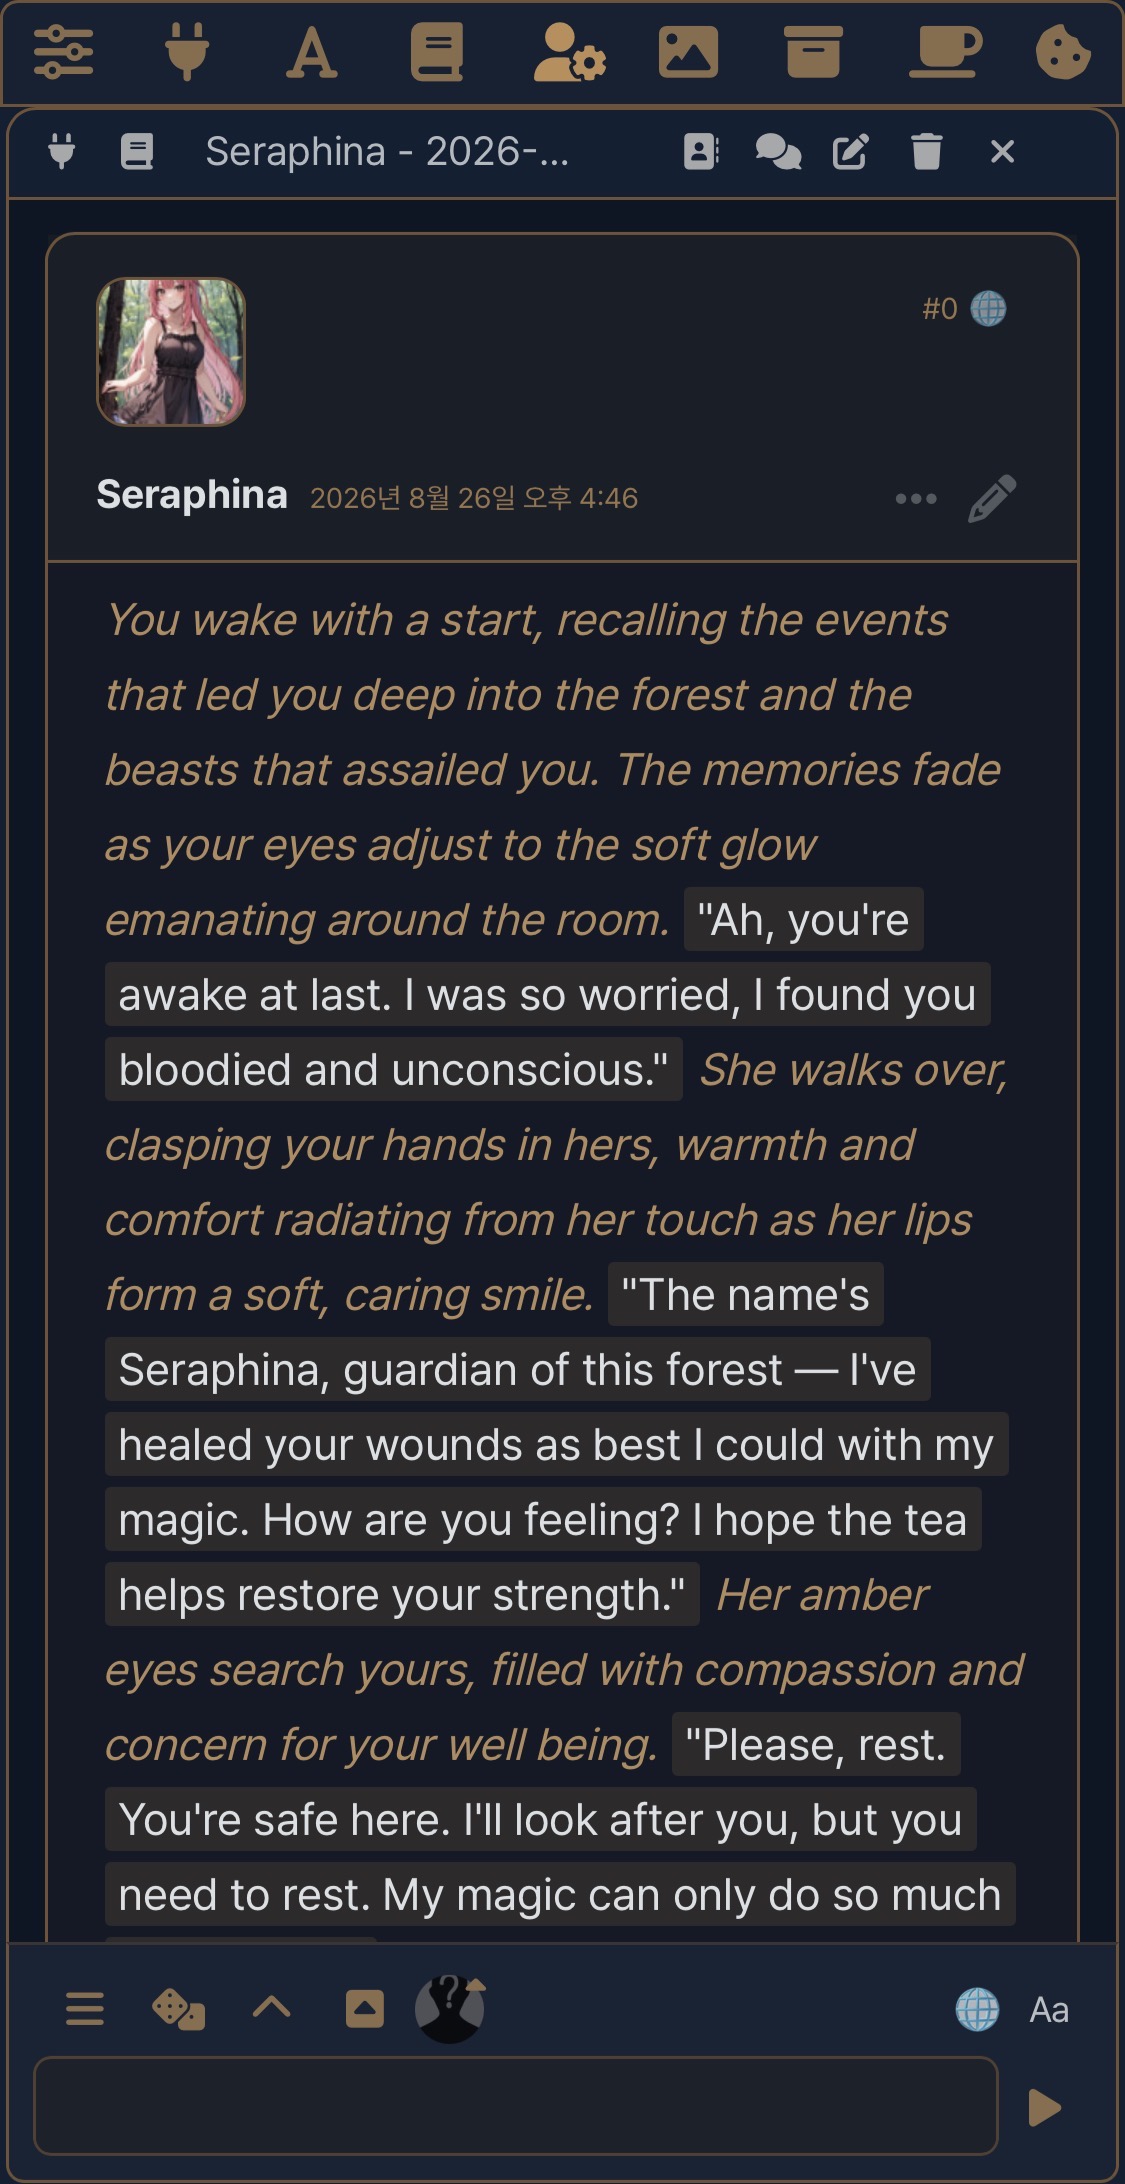 Seraphina - 2026-...
#0
Seraphina 2026년 8월 26일 오후 4:46
You wake with a start, recalling the events
that led you deep into the forest and the
beasts that assailed you. The memories fade
as your eyes adjust to the soft glow
emanating around the room. "Ah, you're
awake at last. I was so worried, I found you
bloodied and unconscious." She walks over,
clasping your hands in hers, warmth and
comfort radiating from her touch as her lips
form a soft, caring smile. "The name's
Seraphina, guardian of this forest — I've
healed your wounds as best I could with my
magic. How are you feeling? I hope the tea
helps restore your strength." Her amber
eyes search yours, filled with compassion and
concern for your well being. "Please, rest.
You're safe here. I'll look after you, but you
need to rest. My magic can only do so much
Aa